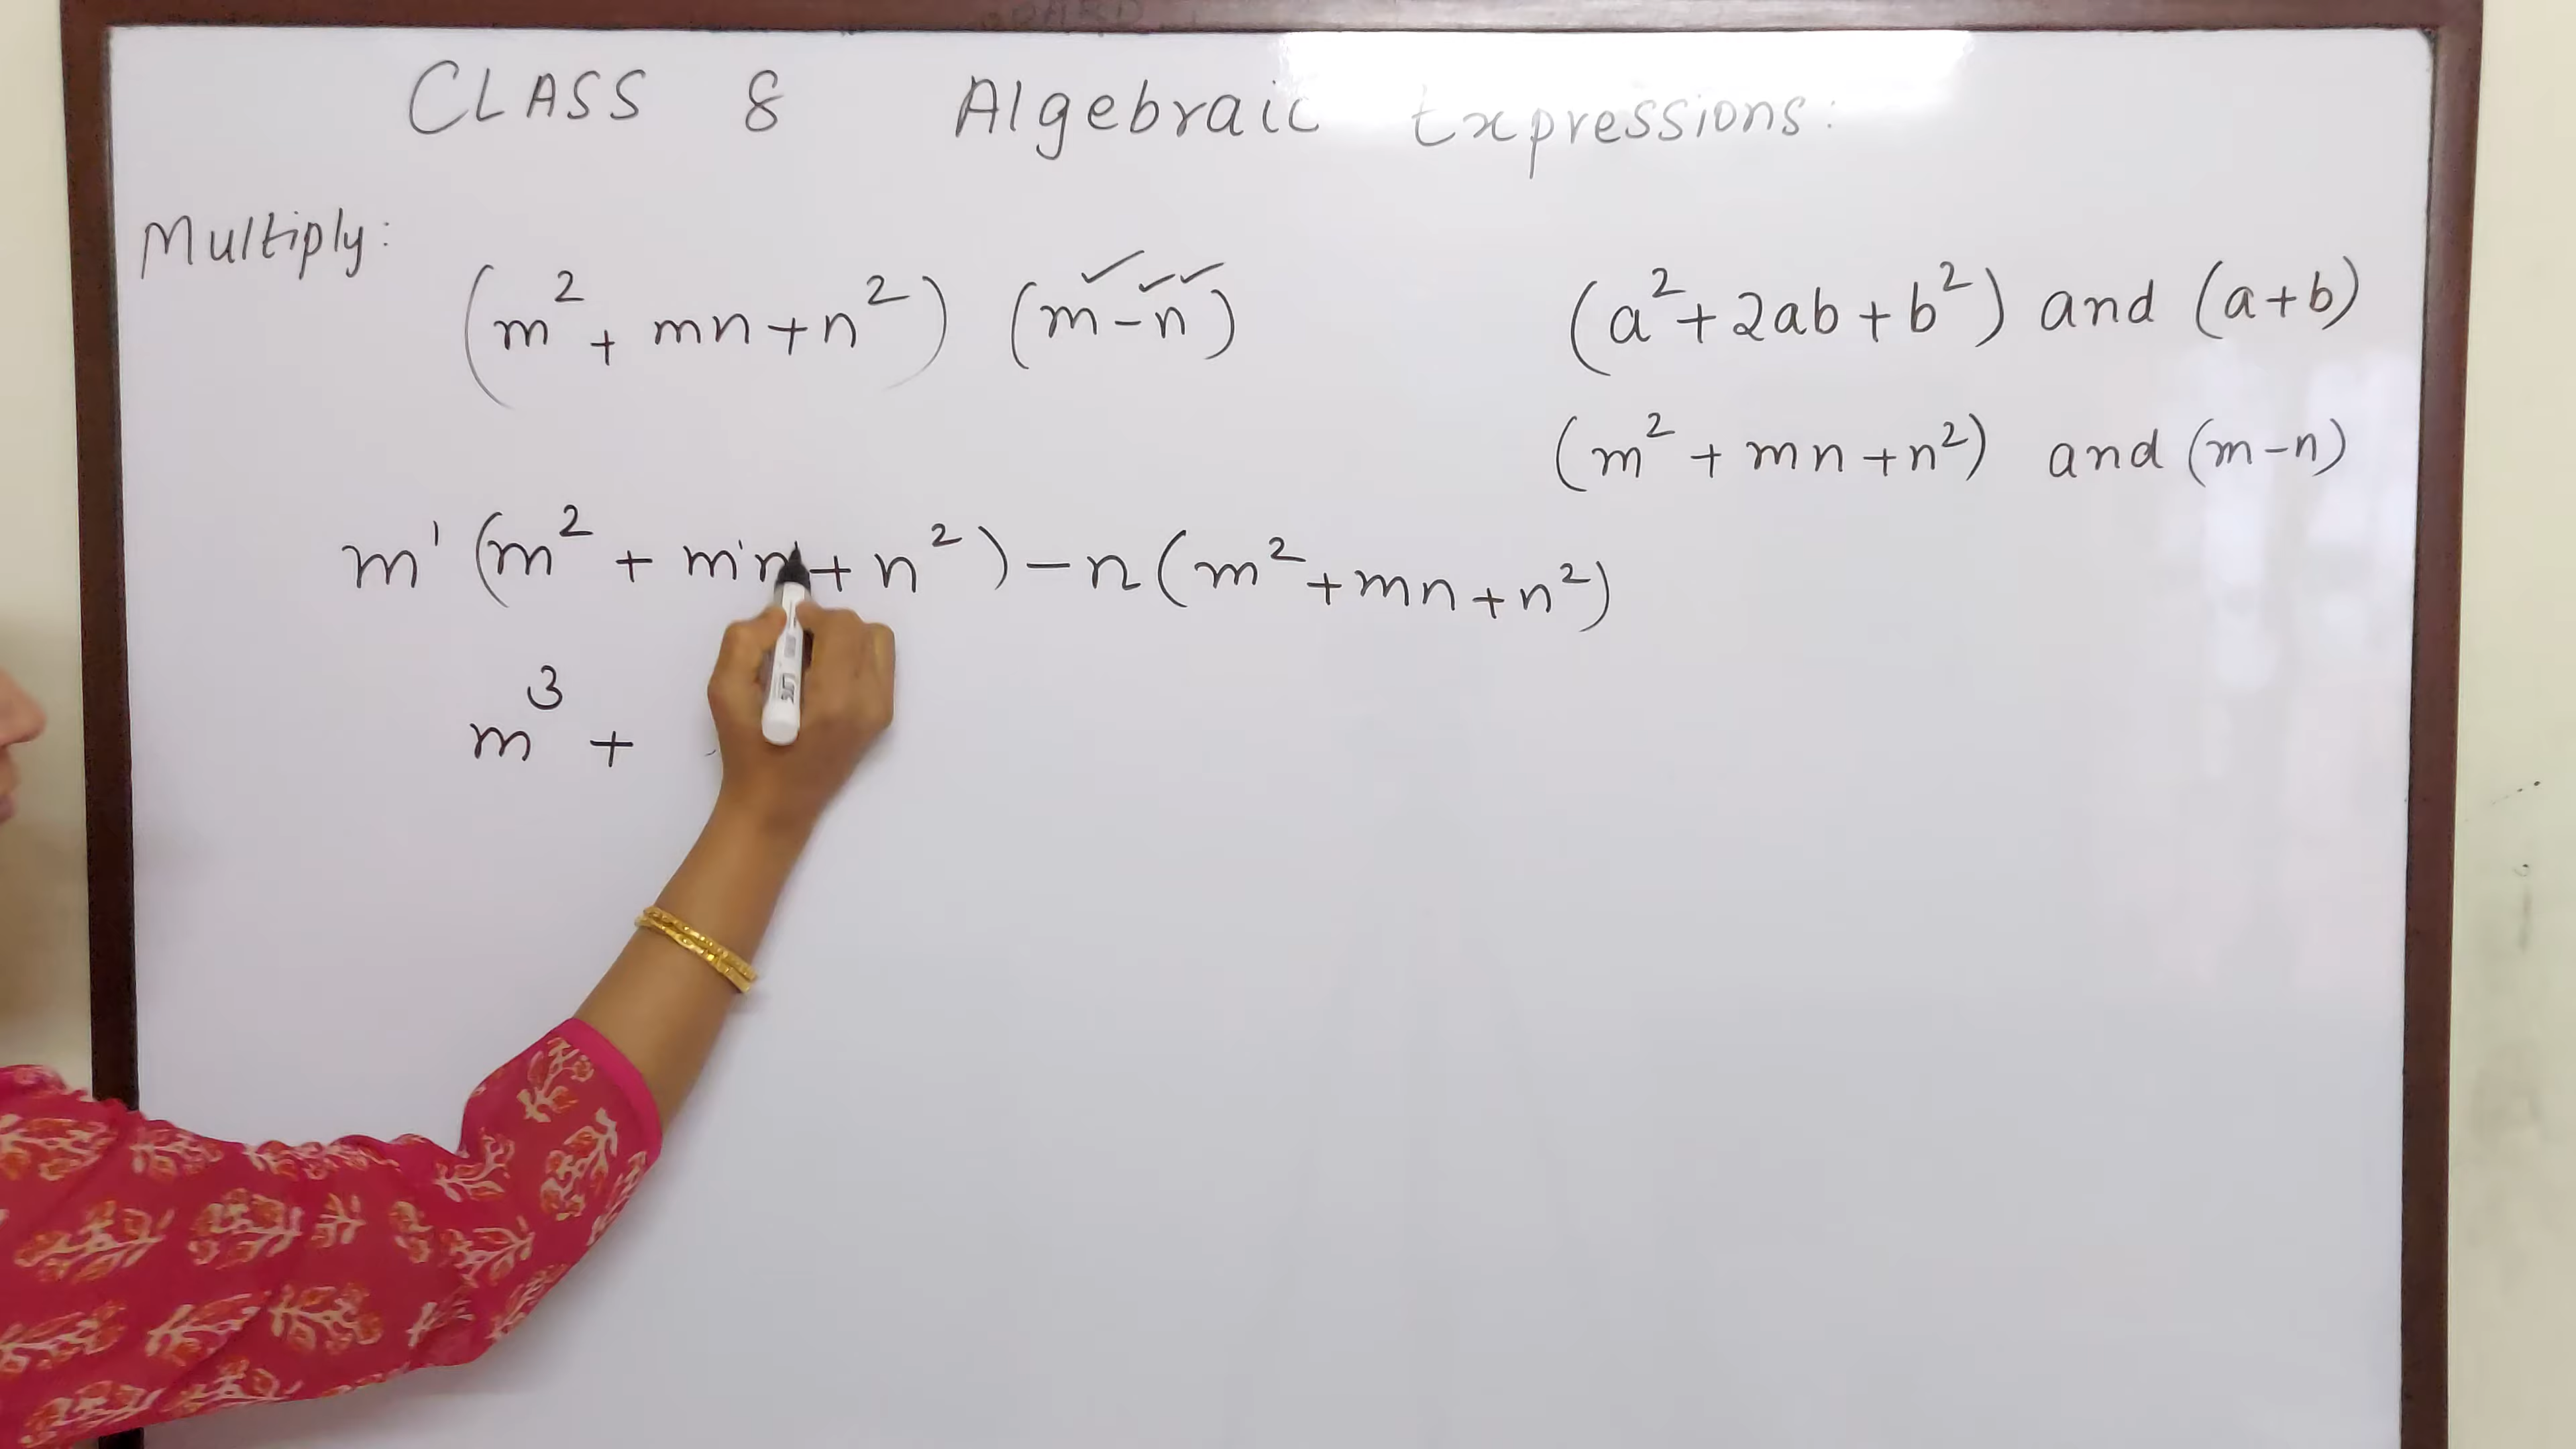 CLASS 8 Algebraic Expressions:
Multiply:
(m² + mn + n²) (m - n)
(a² + 2ab + b²) and (a + b)
(m² + mn + n²) and (m - n)
m¹ (m² + m¹n¹ + n²) - n (m² + mn + n²)
m³ +